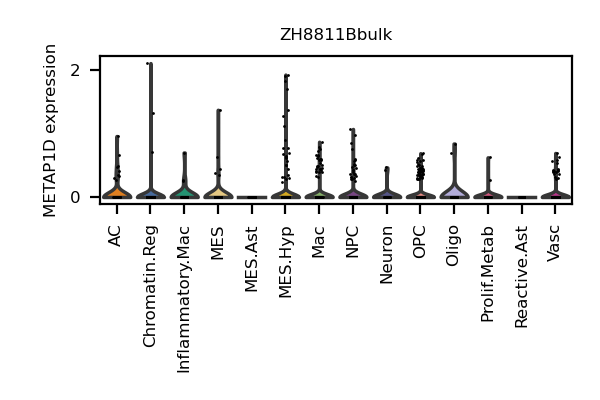 ZH8811Bbulk
METAP1D expression
2
0
AC
Chromatin.Reg
Inflammatory.Mac
MES
MES.Ast
MES.Hyp
Mac
NPC
Neuron
OPC
Oligo
Prolif.Metab
Reactive.Ast
Vasc